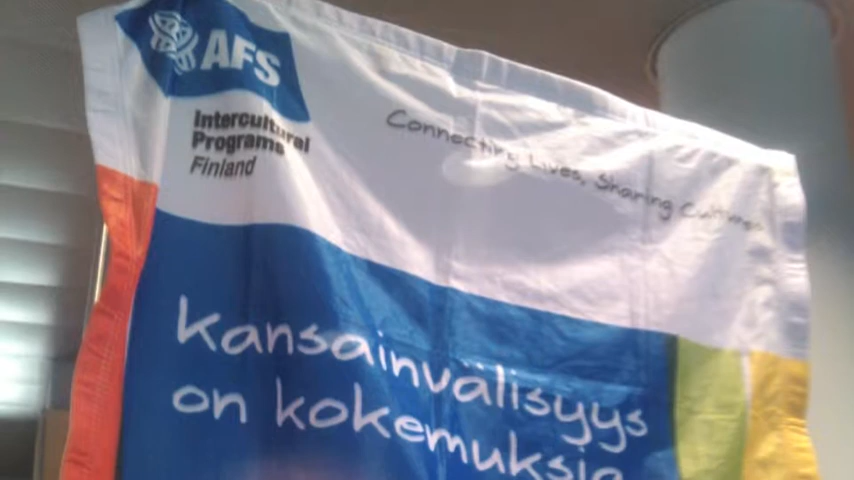 AFS
Intercultural
Programs
Finland
Connecting Lives, Sharing Cultures
Kansainvälisyys
on kokemuksia